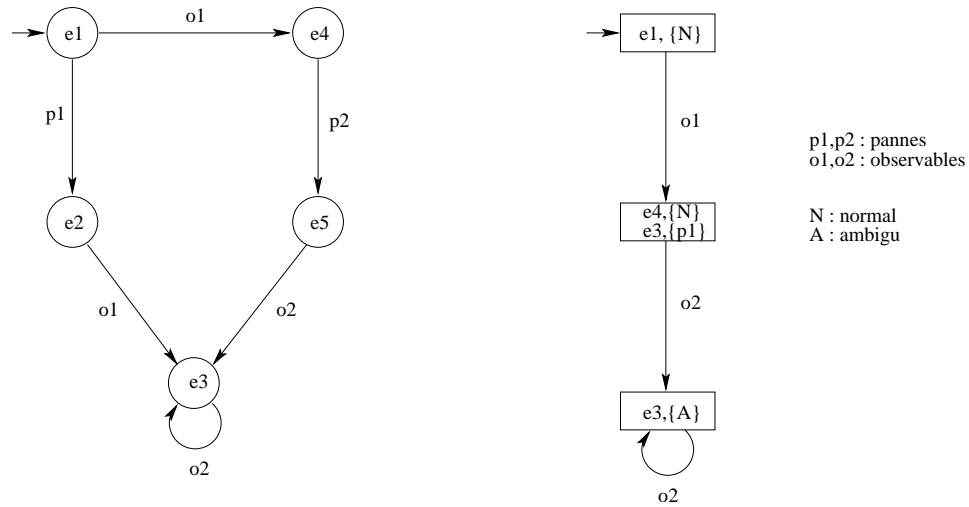 o1
e1
e4
p1
p2
e2
e5
o1
o2
e3
o2
e1, {N}
o1
e4,{N}
e3,{p1}
o2
e3,{A}
o2
p1,p2 : pannes
o1,o2 : observables
N : normal
A : ambigu